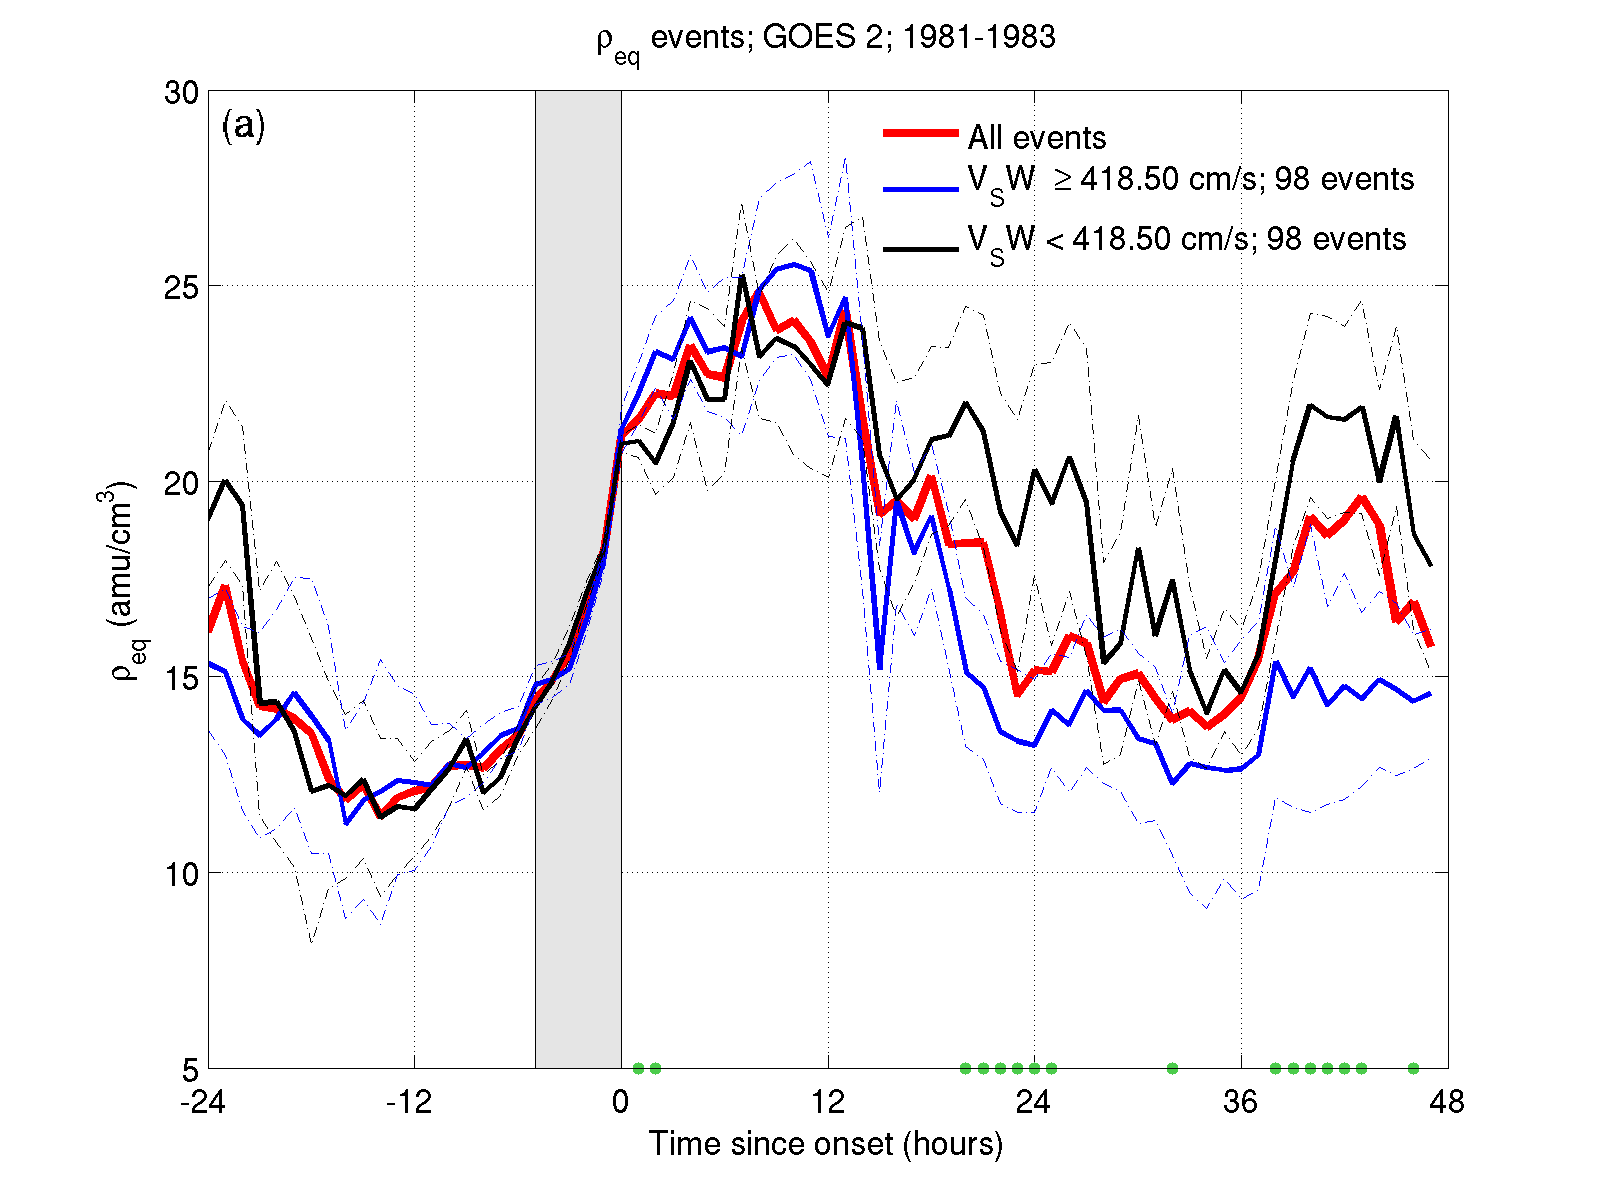 ρeq events; GOES 2; 1981-1983
(a)
All events
VSW ≥ 418.50 cm/s; 98 events
VSW < 418.50 cm/s; 98 events
ρeq (amu/cm3)
30
25
20
15
10
5
-24 -12 0 12 24 36 48
Time since onset (hours)